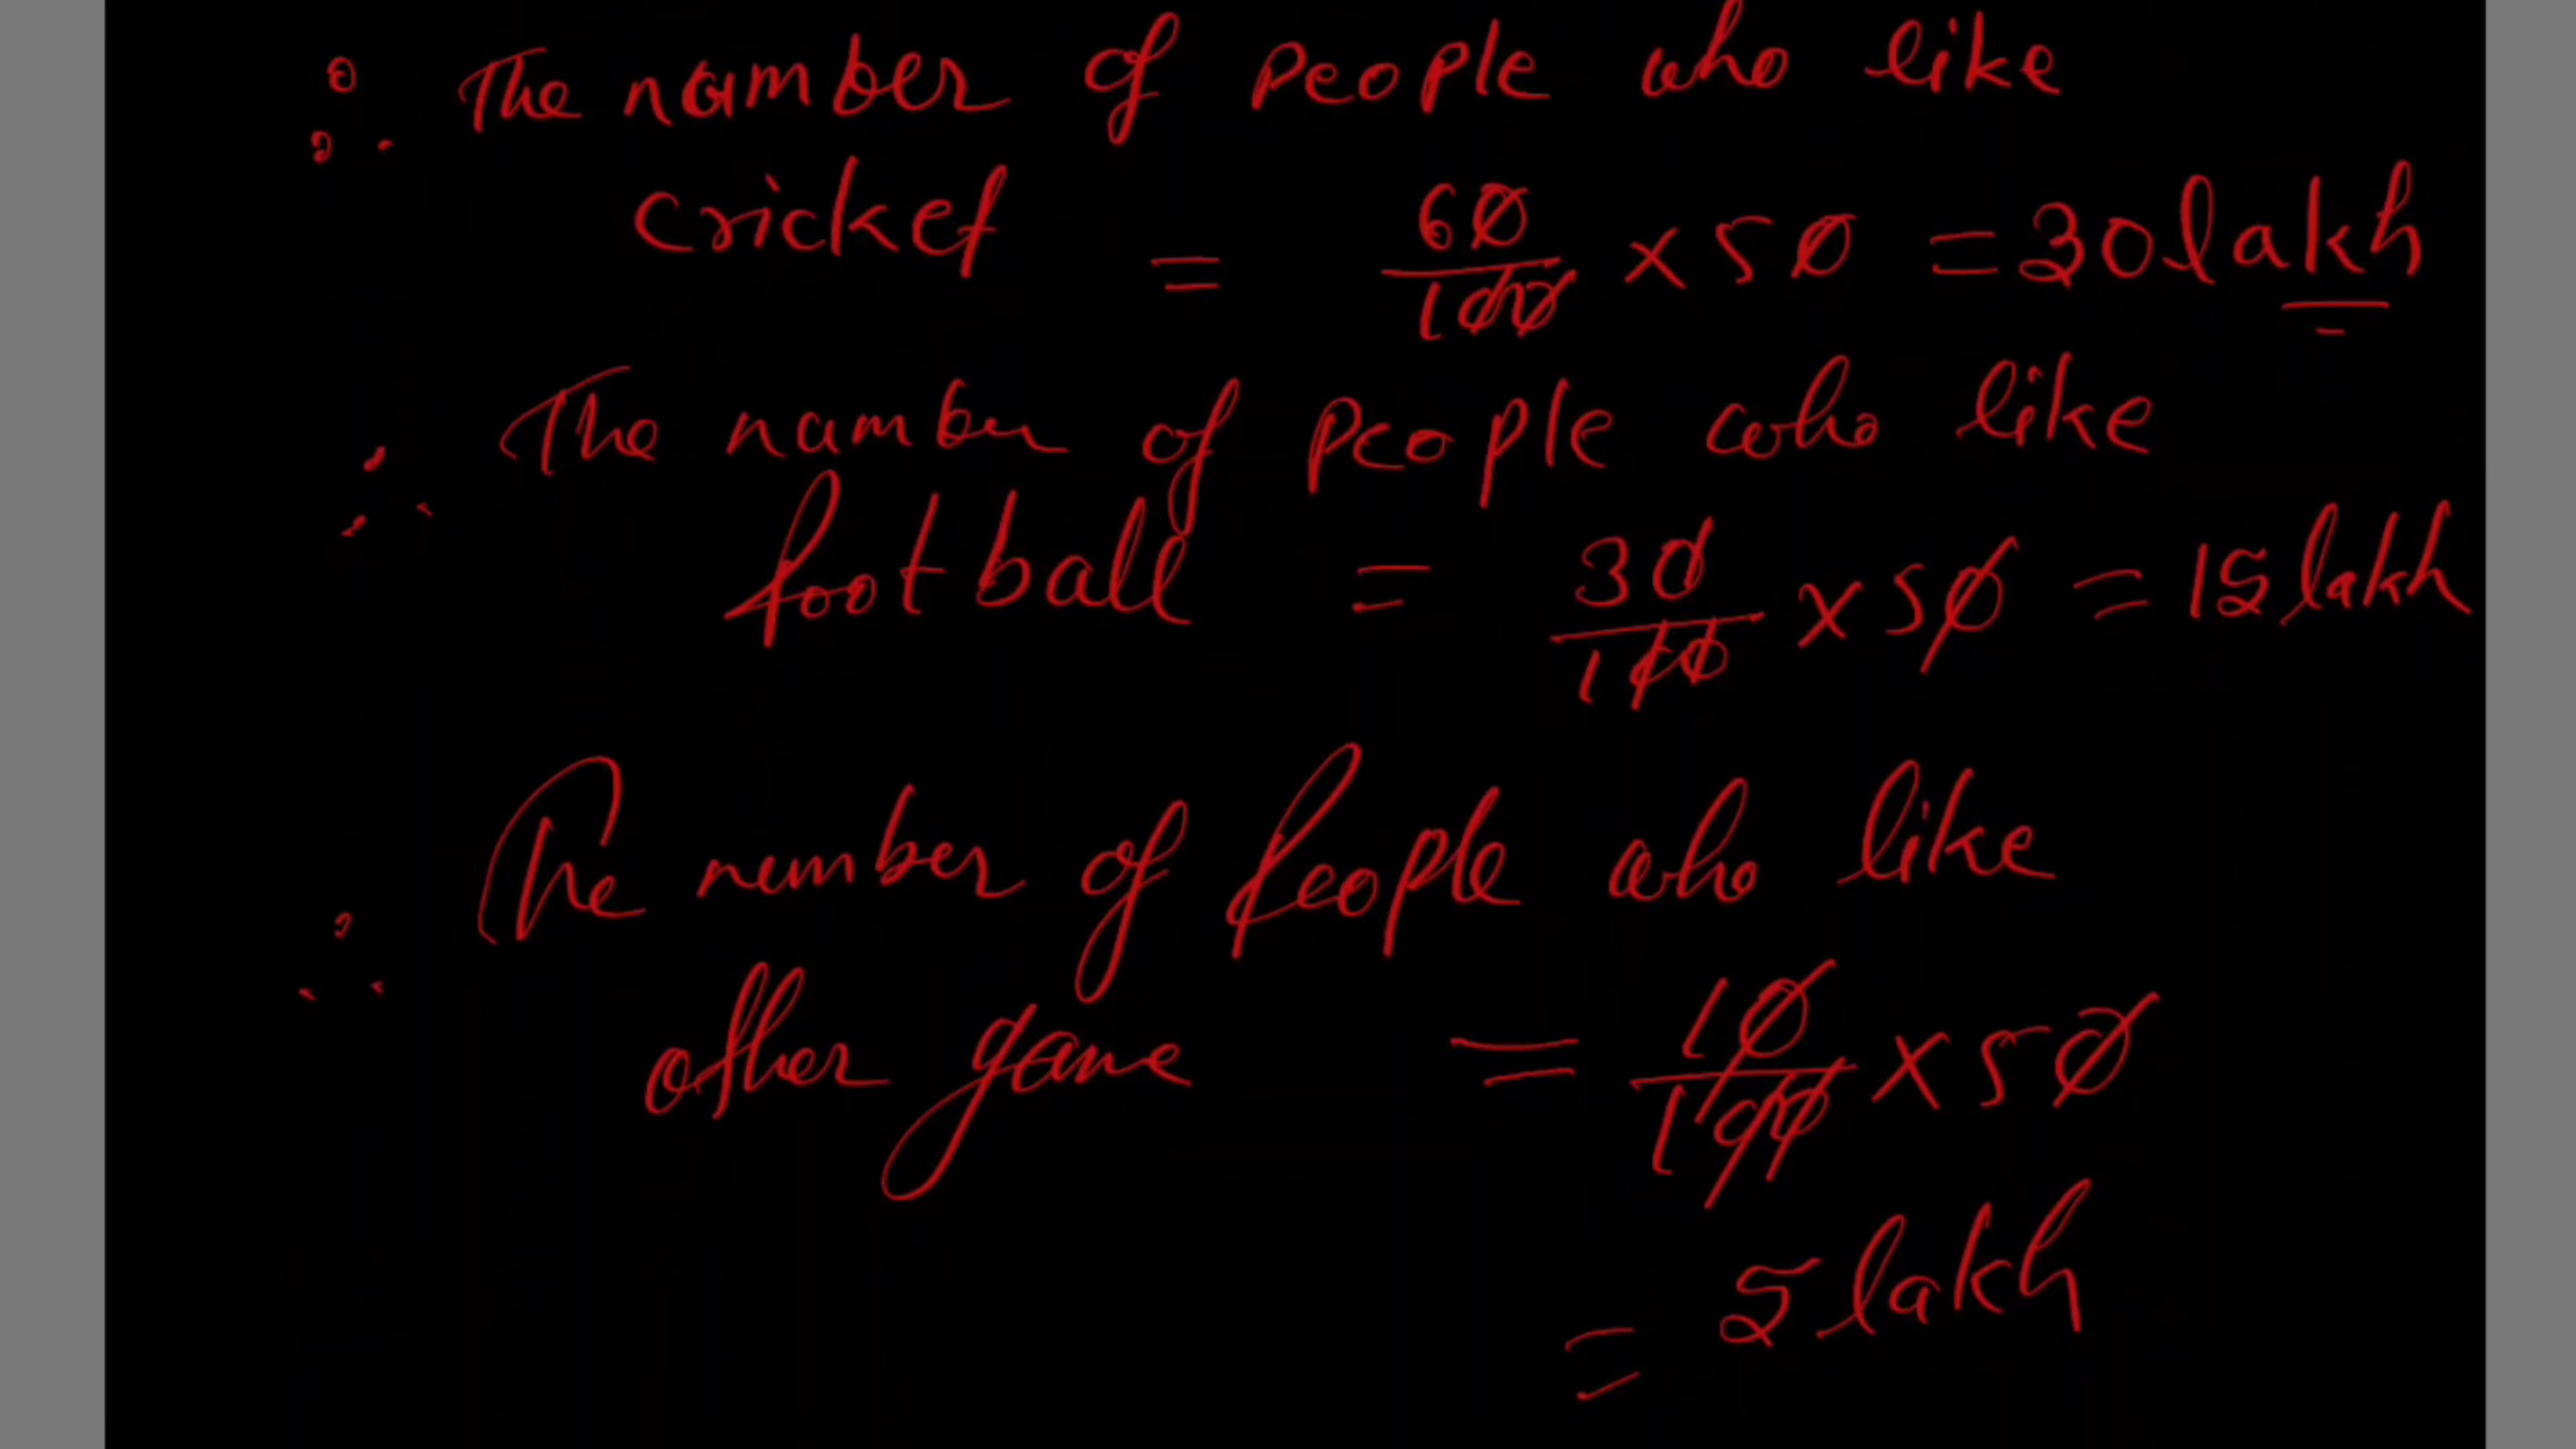 ∴ The number of people who like
cricket = 60/100 × 50 = 30 lakh
∴ The number of people who like
football = 30/100 × 50 = 15 lakh
∴ The number of people who like
other game = 10/100 × 50
= 5 lakh